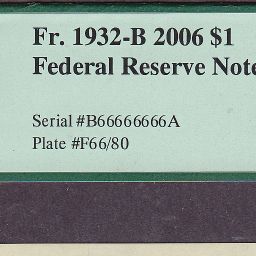 Fr. 1932-B 2006 $1
Federal Reserve Note
Serial #B66666666A
Plate #F66/80